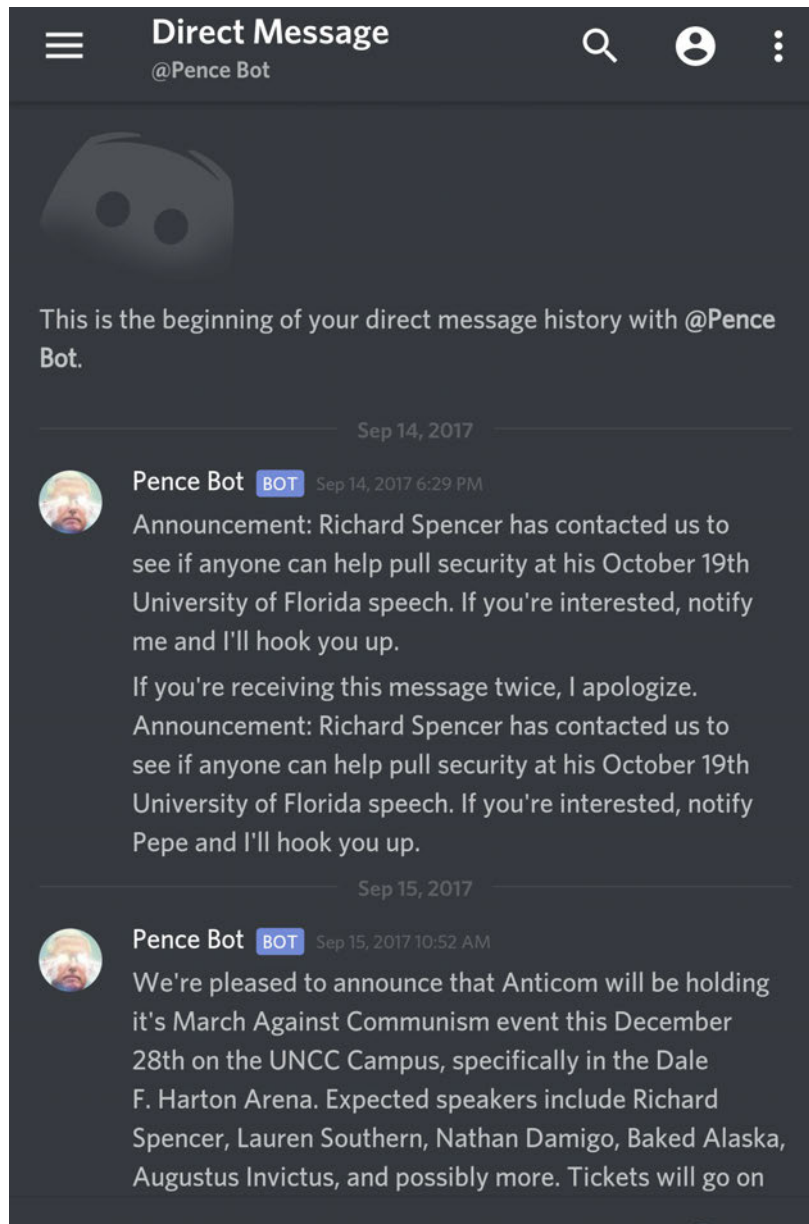 Direct Message
@Pence Bot
This is the beginning of your direct message history with @Pence
Bot.
Sep 14, 2017
Pence Bot BOT Sep 14, 2017 6:29 PM
Announcement: Richard Spencer has contacted us to
see if anyone can help pull security at his October 19th
University of Florida speech. If you're interested, notify
me and I'll hook you up.
If you're receiving this message twice, I apologize.
Announcement: Richard Spencer has contacted us to
see if anyone can help pull security at his October 19th
University of Florida speech. If you're interested, notify
Pepe and I'll hook you up.
Sep 15, 2017
Pence Bot BOT Sep 15, 2017 10:52 AM
We're pleased to announce that Anticom will be holding
it's March Against Communism event this December
28th on the UNCC Campus, specifically in the Dale
F. Harton Arena. Expected speakers include Richard
Spencer, Lauren Southern, Nathan Damigo, Baked Alaska,
Augustus Invictus, and possibly more. Tickets will go on